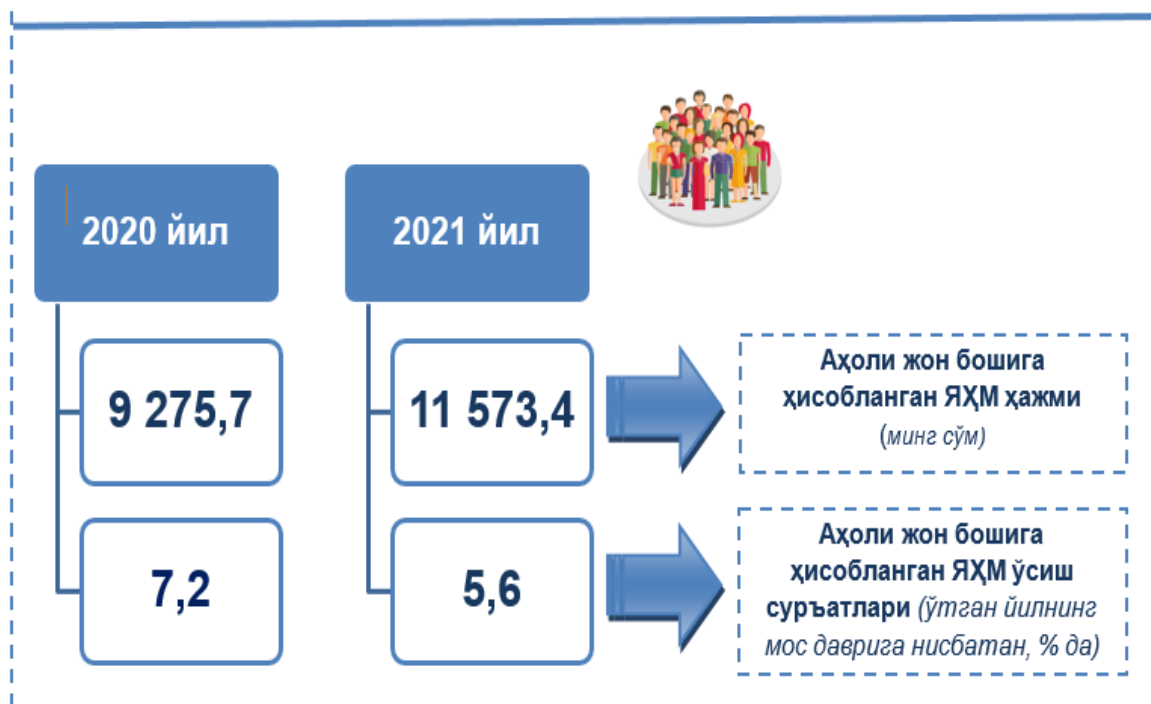 2020 йил
2021 йил
9 275,7
11 573,4
Аҳоли жон бошига
ҳисобланган ЯҲМ ҳажми
(минг сўм)
7,2
5,6
Аҳоли жон бошига
ҳисобланган ЯҲМ ўсиш
суръатлари (ўтган йилнинг
мос даврига нисбатан, % да)